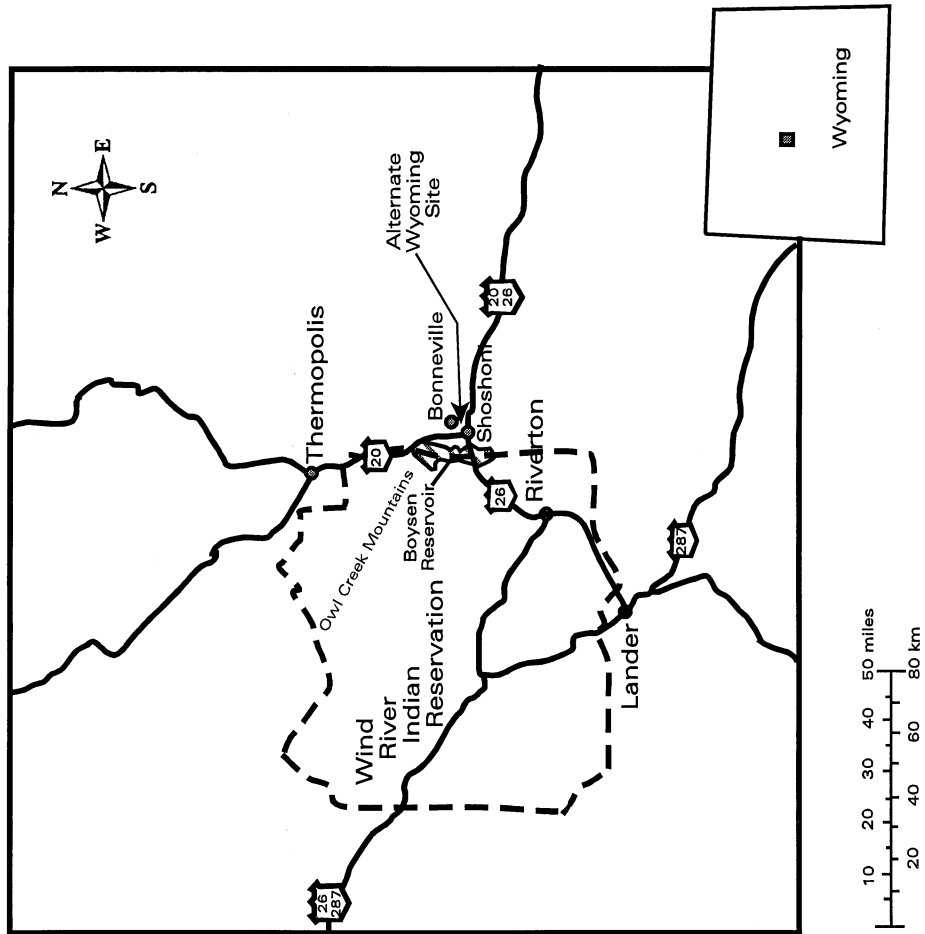 N
W
E
S
Thermopolis
20
Alternate
Wyoming
Site
Bonneville
20
26
Shoshoni
Owl Creek Mountains
Boysen
Reservoir
26
Riverton
Wind
River
Indian
Reservation
287
Lander
26
287
Wyoming
10
20
30
40
50 miles
20
40
60
80 km